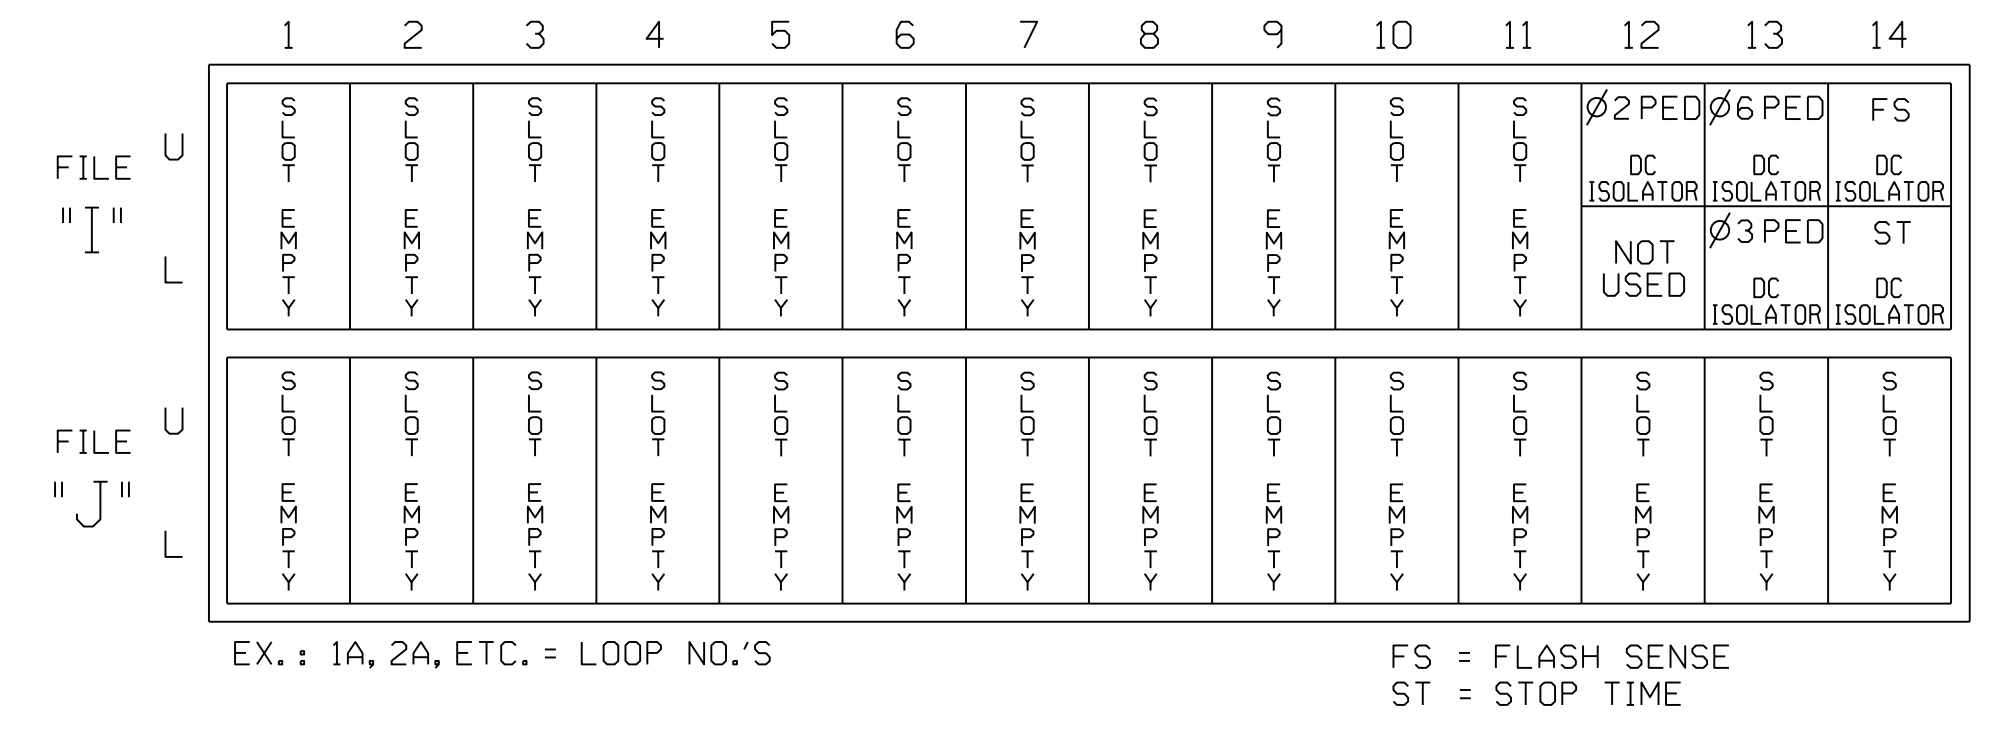 1 2 3 4 5 6 7 8 9 10 11 12 13 14
FILE "I"
U
L
SLOT EMPTY
SLOT EMPTY
SLOT EMPTY
SLOT EMPTY
SLOT EMPTY
SLOT EMPTY
SLOT EMPTY
SLOT EMPTY
SLOT EMPTY
SLOT EMPTY
SLOT EMPTY
Ø2 PED
DC
ISOLATOR
NOT
USED
Ø6 PED
DC
ISOLATOR
Ø3 PED
DC
ISOLATOR
FS
DC
ISOLATOR
ST
DC
ISOLATOR
FILE "J"
U
L
SLOT EMPTY
SLOT EMPTY
SLOT EMPTY
SLOT EMPTY
SLOT EMPTY
SLOT EMPTY
SLOT EMPTY
SLOT EMPTY
SLOT EMPTY
SLOT EMPTY
SLOT EMPTY
SLOT EMPTY
SLOT EMPTY
SLOT EMPTY
EX.: 1A, 2A, ETC. = LOOP NO.'S
FS = FLASH SENSE
ST = STOP TIME